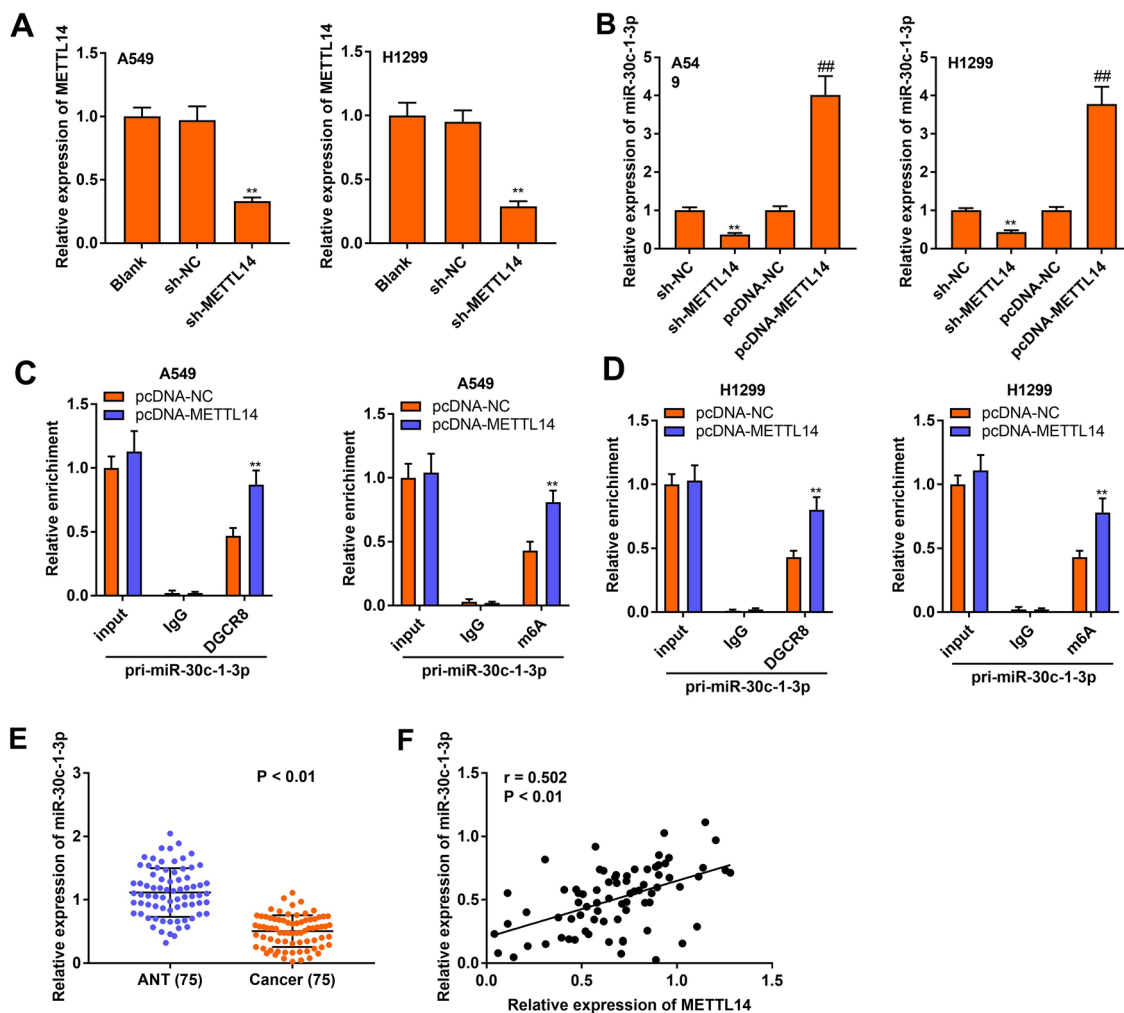 A
Relative expression of METTL14
A549
1.5
1.0
0.5
0.0
Blank
sh-NC
sh-METTL14
**
Relative expression of METTL14
H1299
1.5
1.0
0.5
0.0
Blank
sh-NC
sh-METTL14
**
B
Relative expression of miR-30c-1-3p
A54
9
5
4
3
2
1
0
sh-NC
sh-METTL14
pcDNA-NC
pcDNA-METTL14
**
##
Relative expression of miR-30c-1-3p
H1299
5
4
3
2
1
0
sh-NC
sh-METTL14
pcDNA-NC
pcDNA-METTL14
**
##
C
A549
pcDNA-NC
pcDNA-METTL14
Relative enrichiment
1.5
1.0
0.5
0.0
**
input
IgG
DGCR8
pri-miR-30c-1-3p
A549
pcDNA-NC
pcDNA-METTL14
Relative enrichiment
1.5
1.0
0.5
0.0
**
input
IgG
m6A
pri-miR-30c-1-3p
D
H1299
pcDNA-NC
pcDNA-METTL14
Relative enrichiment
1.5
1.0
0.5
0.0
**
input
IgG
DGCR8
pri-miR-30c-1-3p
H1299
pcDNA-NC
pcDNA-METTL14
Relative enrichiment
1.5
1.0
0.5
0.0
**
input
IgG
m6A
pri-miR-30c-1-3p
E
Relative expression of miR-30c-1-3p
3
2
1
0
P < 0.01
ANT (75)
Cancer (75)
F
Relative expression of miR-30c-1-3p
1.5
1.0
0.5
0.0
r = 0.502
P < 0.01
0.0
0.5
1.0
1.5
Relative expression of METTL14